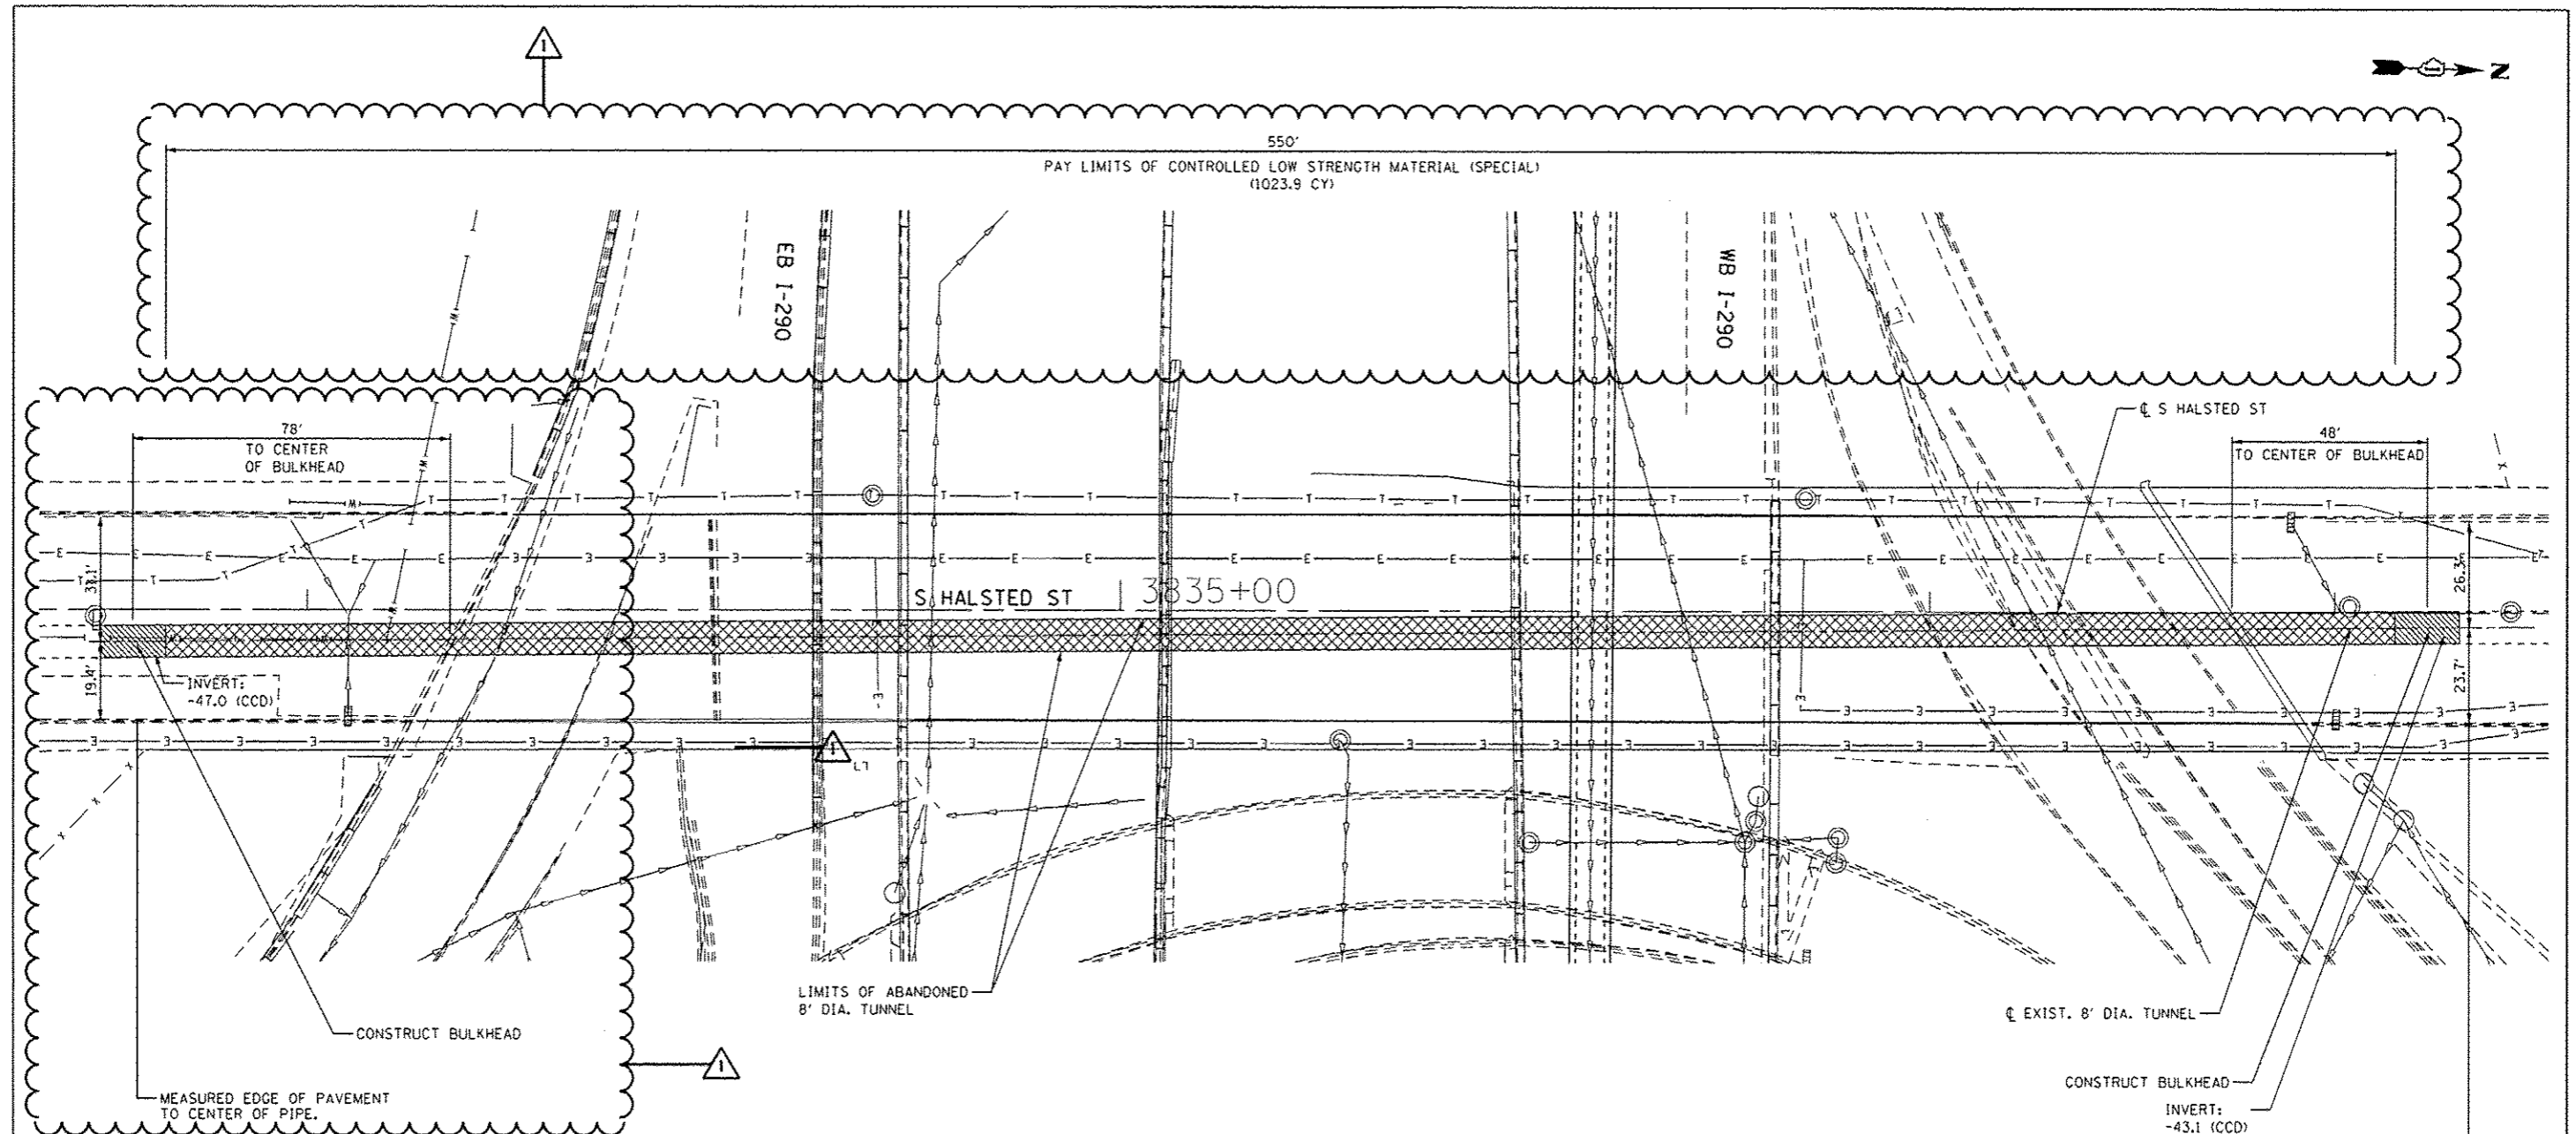 1
N
550'
PAY LIMITS OF CONTROLLED LOW STRENGTH MATERIAL (SPECIAL)
(1023.9 CY)
EB I-290
WB I-290
℄ S HALSTED ST
78'
TO CENTER
OF BULKHEAD
48'
TO CENTER OF BULKHEAD
33.1'
26.3'
S HALSTED ST
3835+00
19.4'
23.7'
INVERT:
-47.0 (CCD)
1
LIMITS OF ABANDONED
8' DIA. TUNNEL
℄ EXIST. 8' DIA. TUNNEL
CONSTRUCT BULKHEAD
1
CONSTRUCT BULKHEAD
MEASURED EDGE OF PAVEMENT
TO CENTER OF PIPE.
INVERT:
-43.1 (CCD)